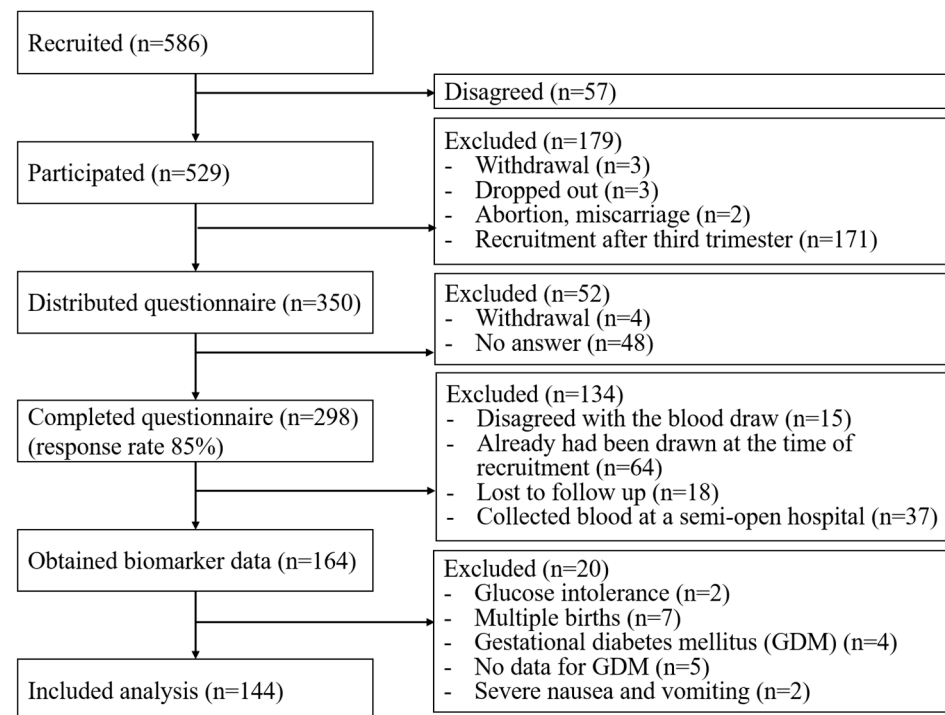 Recruited (n=586)
Disagreed (n=57)
Participated (n=529)
Excluded (n=179)
- Withdrawal (n=3)
- Dropped out (n=3)
- Abortion, miscarriage (n=2)
- Recruitment after third trimester (n=171)
Distributed questionnaire (n=350)
Excluded (n=52)
- Withdrawal (n=4)
- No answer (n=48)
Completed questionnaire (n=298)
(response rate 85%)
Excluded (n=134)
- Disagreed with the blood draw (n=15)
- Already had been drawn at the time of
recruitment (n=64)
- Lost to follow up (n=18)
- Collected blood at a semi-open hospital (n=37)
Obtained biomarker data (n=164)
Excluded (n=20)
- Glucose intolerance (n=2)
- Multiple births (n=7)
- Gestational diabetes mellitus (GDM) (n=4)
- No data for GDM (n=5)
- Severe nausea and vomiting (n=2)
Included analysis (n=144)